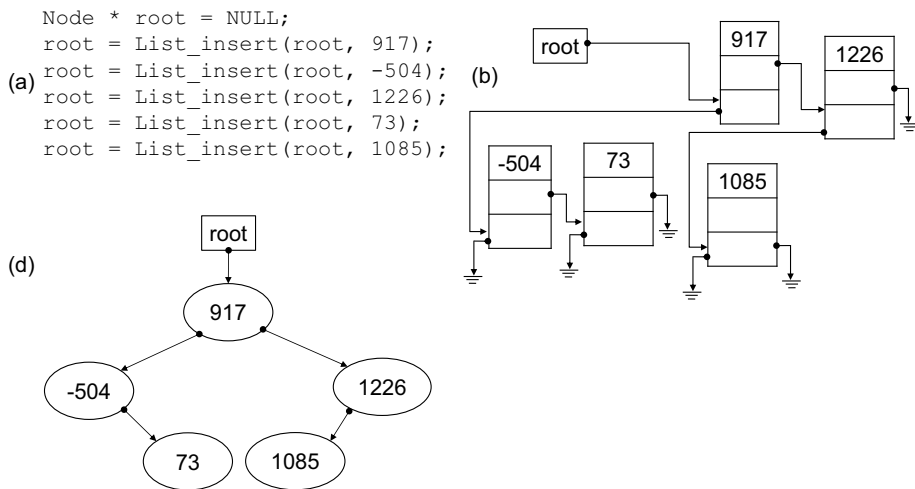 Node * root = NULL;
root = List_insert(root, 917);
root = List_insert(root, -504);
(a)
root = List_insert(root, 1226);
root = List_insert(root, 73);
root = List_insert(root, 1085);
(b)
root
917
1226
-504
73
1085
(d)
root
917
-504
1226
73
1085